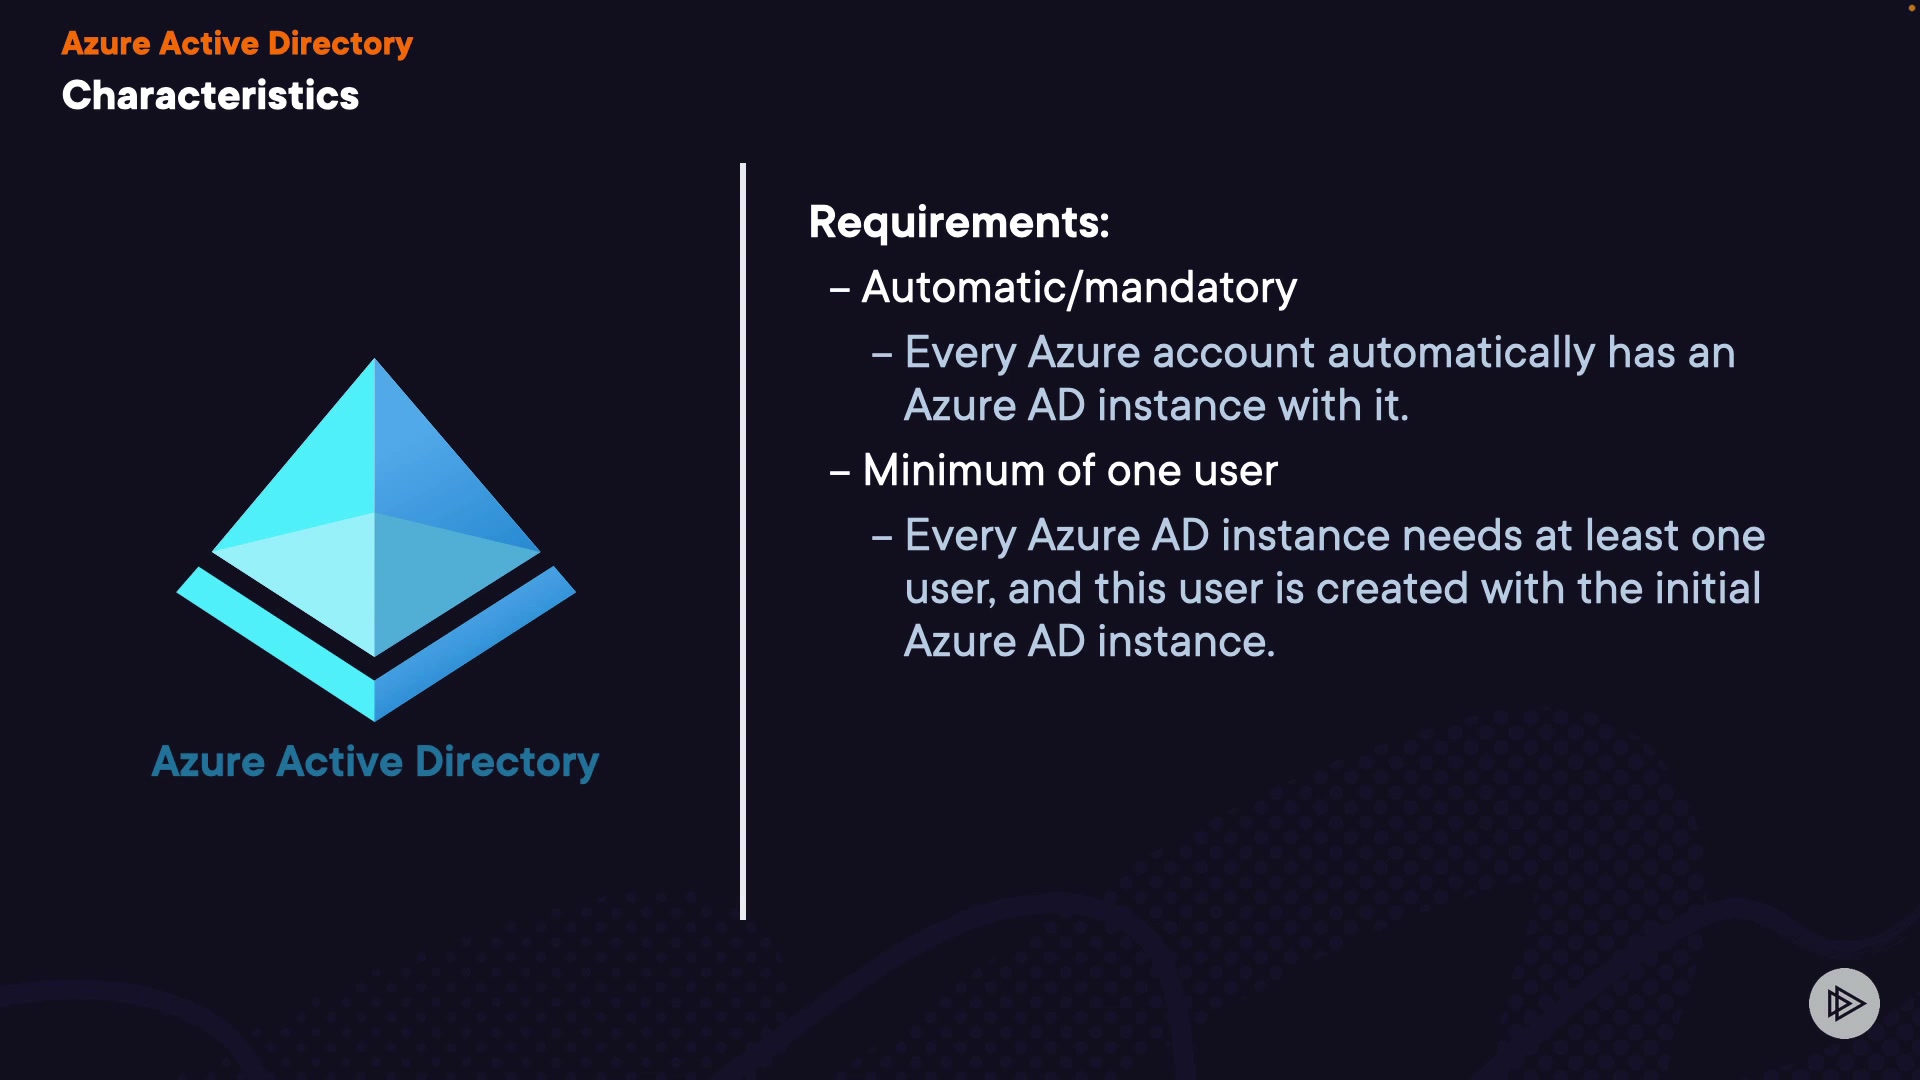 Azure Active Directory
Characteristics
Requirements:
– Automatic/mandatory
– Every Azure account automatically has an
Azure AD instance with it.
– Minimum of one user
– Every Azure AD instance needs at least one
user, and this user is created with the initial
Azure AD instance.
Azure Active Directory